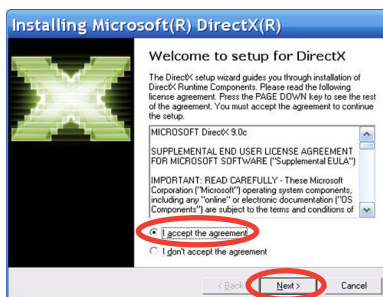 Installing Microsoft(R) DirectX(R)
Welcome to setup for DirectX
The DirectX setup wizard guides you through installation of
DirectX Runtime Components. Please read the following
license agreement. Press the PAGE DOWN key to see the rest
of the agreement. You must accept the agreement to continue
the setup.
MICROSOFT DirectX 9.0c
SUPPLEMENTAL END USER LICENSE AGREEMENT
FOR MICROSOFT SOFTWARE ("Supplemental EULA")
IMPORTANT: READ CAREFULLY - These Microsoft
Corporation ("Microsoft") operating system components,
including any "online" or electronic documentation ("OS
Components") are subject to the terms and conditions of
I accept the agreement
I don't accept the agreement
< Back
Next >
Cancel